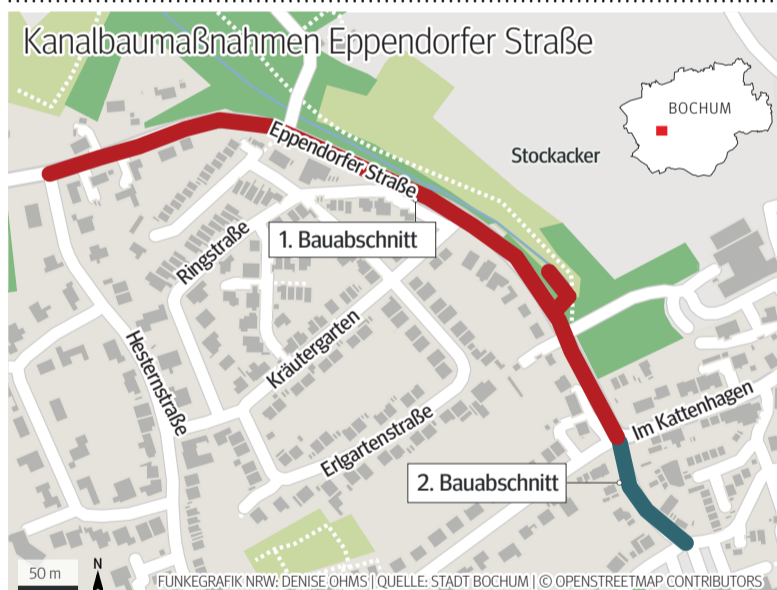 Kanalbaumaßnahmen Eppendorfer Straße
BOCHUM
Stockacker
Eppendorfer Straße
1. Bauabschnitt
Ringstraße
Kräutergarten
Hesternstraße
Erlgartenstraße
Im Kattenhagen
2. Bauabschnitt
50 m
N
FUNKEGRAFIK NRW: DENISE OHMS | QUELLE: STADT BOCHUM | © OPENSTREETMAP CONTRIBUTORS